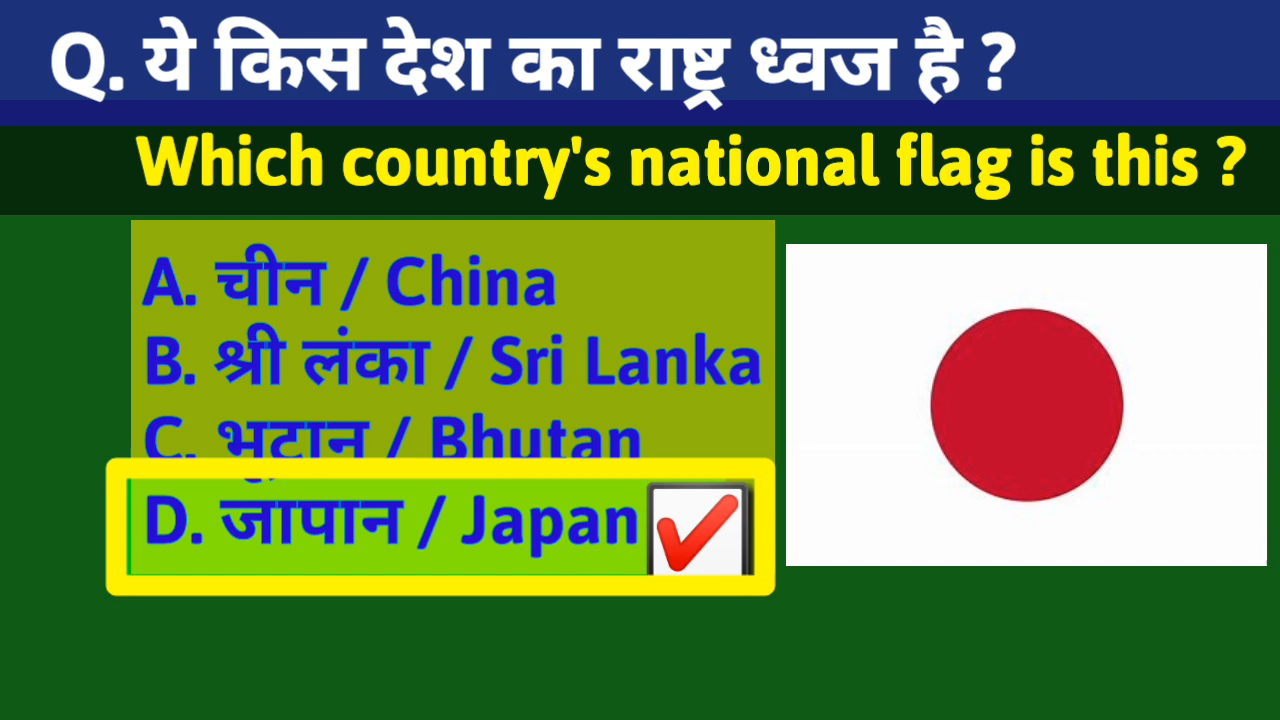 Q. ये किस देश का राष्ट्र ध्वज है ?
Which country's national flag is this ?
A. चीन / China
B. श्री लंका / Sri Lanka
C. भूटान / Bhutan
D. जापान / Japan